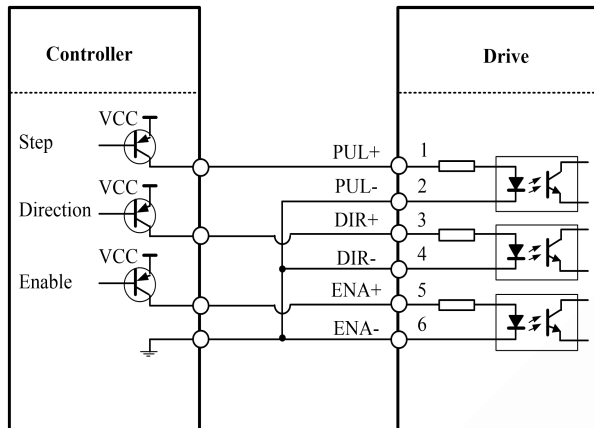 Controller
Drive
VCC
Step
PUL+ 1
PUL- 2
VCC
Direction
DIR+ 3
DIR- 4
VCC
Enable
ENA+ 5
ENA- 6